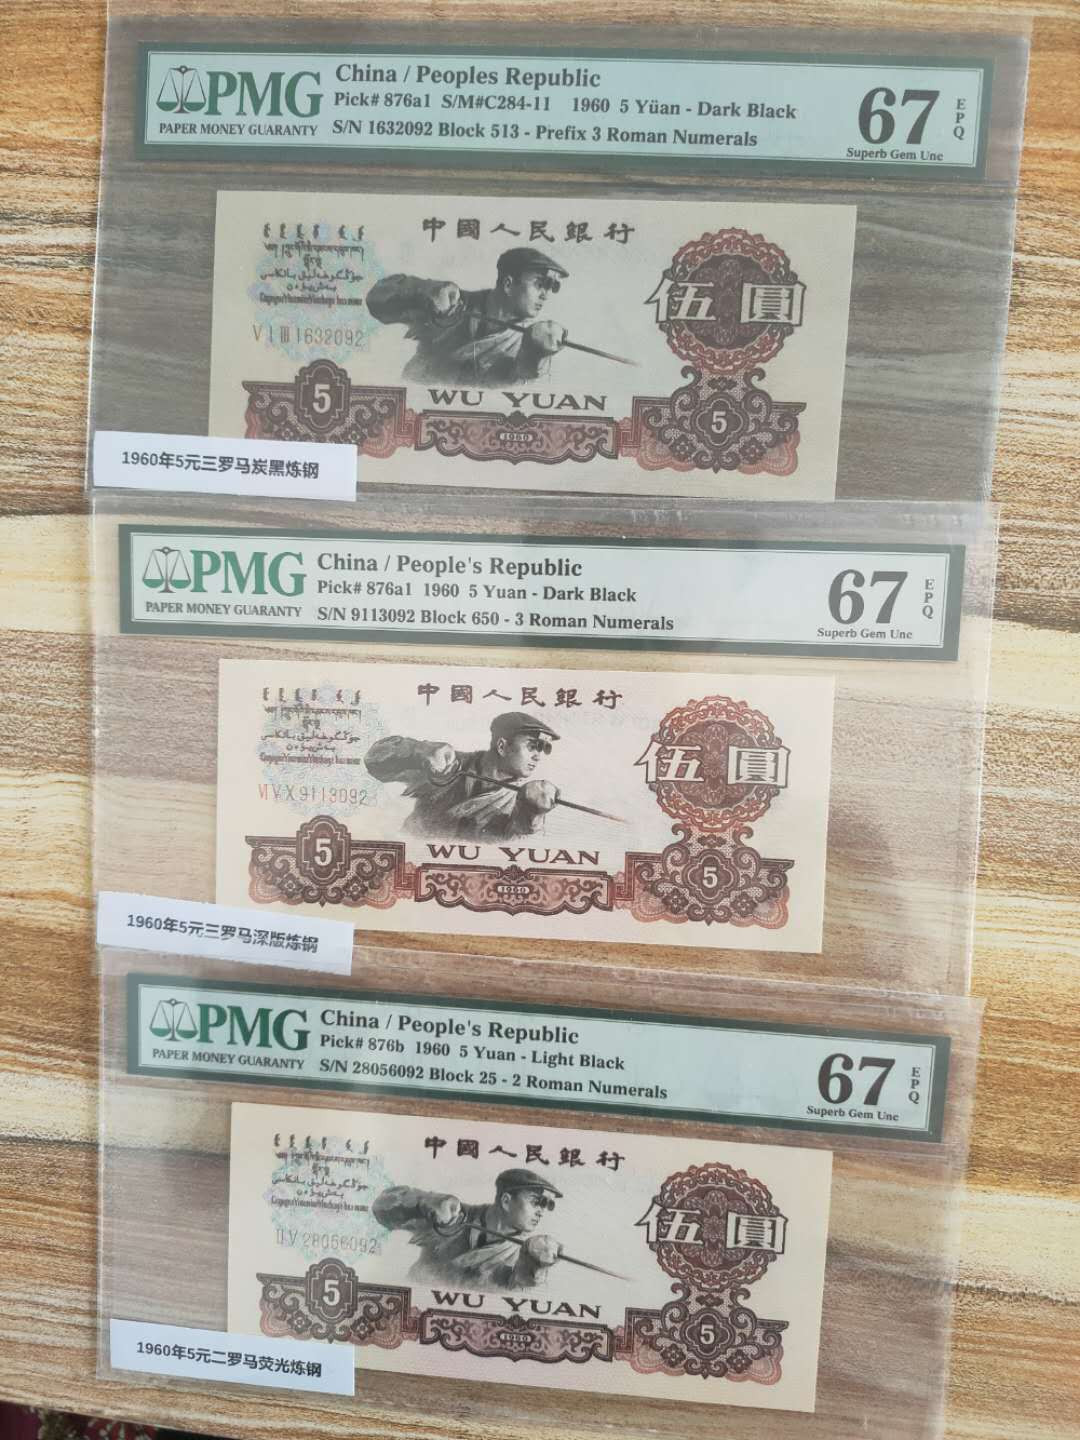 PMG
PAPER MONEY GUARANTY
China / Peoples Republic
Pick# 876a1 S/M#C284-11 1960 5 Yüan - Dark Black
S/N 1632092 Block 513 - Prefix 3 Roman Numerals
67
EPQ
Superb Gem Unc
中國人民銀行
V I III 1632092
伍圓
5
WU YUAN
1960
5
1960年5元三罗马炭黑炼钢
PMG
PAPER MONEY GUARANTY
China / People's Republic
Pick# 876a1 1960 5 Yuan - Dark Black
S/N 9113092 Block 650 - 3 Roman Numerals
67
EPQ
Superb Gem Unc
中國人民銀行
VI V X 9113092
伍圓
5
WU YUAN
1960
5
1960年5元三罗马深版炼钢
PMG
PAPER MONEY GUARANTY
China / People's Republic
Pick# 876b 1960 5 Yuan - Light Black
S/N 28056092 Block 25 - 2 Roman Numerals
67
EPQ
Superb Gem Unc
中國人民銀行
II V 28056092
伍圓
5
WU YUAN
1960
5
1960年5元二罗马荧光炼钢